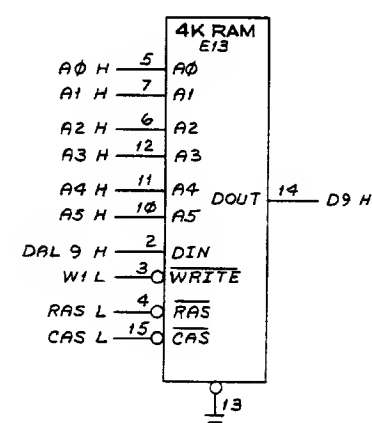 4K RAM
E13
AØ H 5 AØ
A1 H 7 A1
A2 H 6 A2
A3 H 12 A3
A4 H 11 A4
A5 H 1Ø A5
DOUT 14 D9 H
DAL 9 H 2 DIN
W1 L 3 WRITE
RAS L 4 RAS
CAS L 15 CAS
13